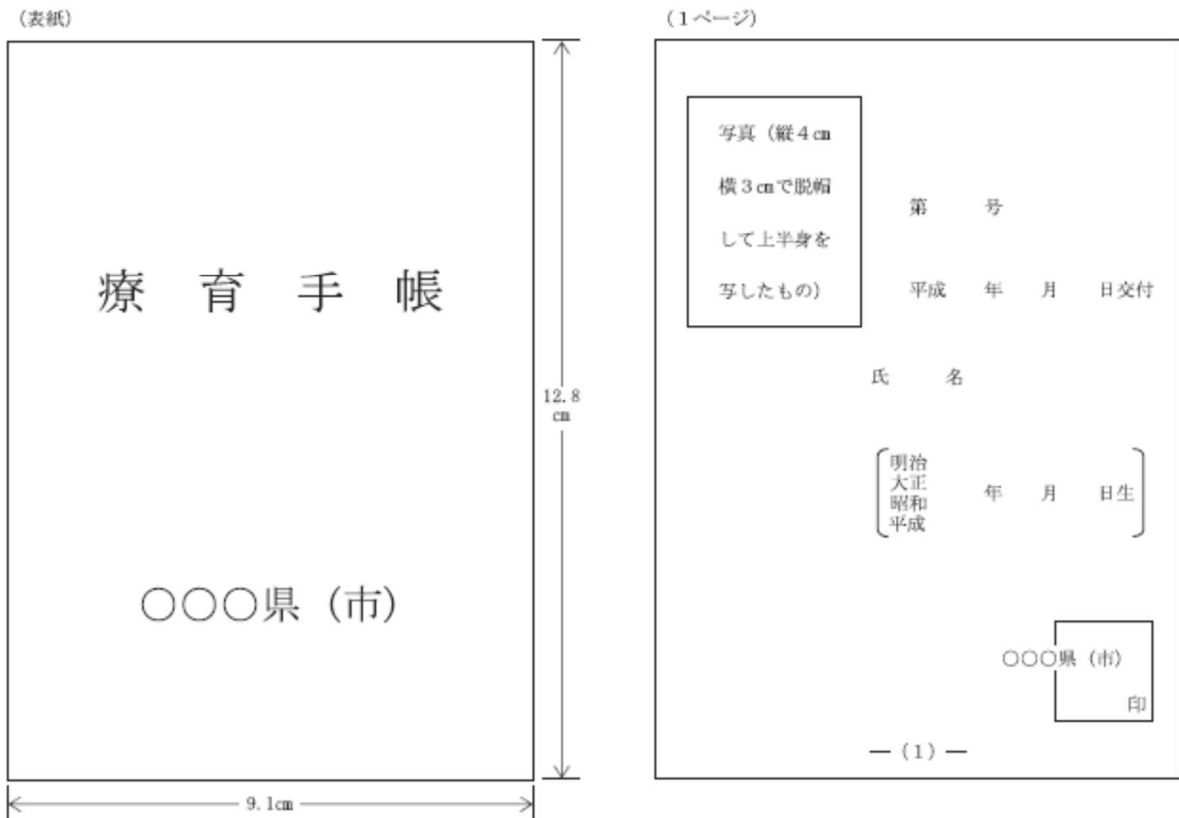 （表紙）
療 育 手 帳
〇〇〇県（市）
12.8
㎝
9.1㎝
（１ページ）
写真（縦４㎝
横３㎝で脱帽
して上半身を
写したもの）
第　　号
平成　　年　　月　　日交付
氏　　名
明治
大正
昭和
平成
年　　月　　日生
〇〇〇県（市）
印
―（1）―